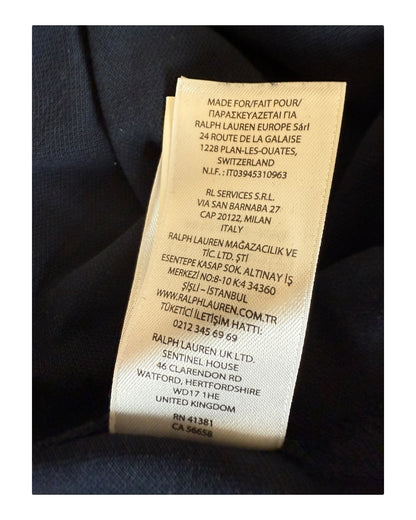 MADE FOR/FAIT POUR/
ΠΑΡΑΣΚΕΥΑΖΕΤΑΙ ΓΙΑ
RALPH LAUREN EUROPE Sàrl
24 ROUTE DE LA GALAISE
1228 PLAN-LES-OUATES,
SWITZERLAND
N.I.F. : IT03945310963
RL SERVICES S.R.L.
VIA SAN BARNABA 27
CAP 20122, MILAN
ITALY
RALPH LAUREN MAĞAZACILIK VE
TİC. LTD. ŞTİ
ESENTEPE KASAP SOK. ALTINAY İŞ
MERKEZİ NO:8-10 K:4 34360
ŞİŞLİ – İSTANBUL
WWW.RALPHLAUREN.COM.TR
TÜKETİCİ İLETİŞİM HATTI:
0212 345 69 69
RALPH LAUREN UK LTD.
SENTINEL HOUSE
46 CLARENDON RD
WATFORD, HERTFORDSHIRE
WD17 1HE
UNITED KINGDOM
RN 41381
CA 56658